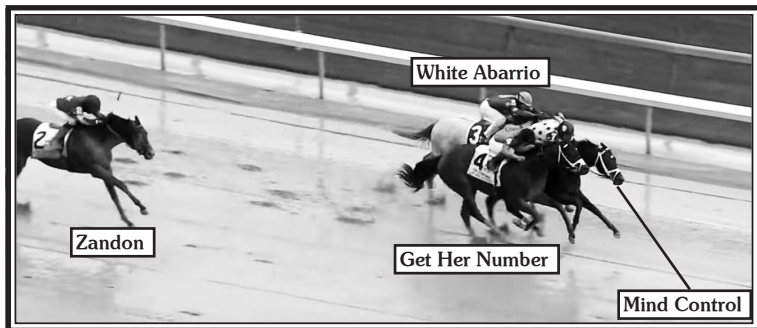 White Abarrio
2
3
4
Zandon
Get Her Number
Mind Control